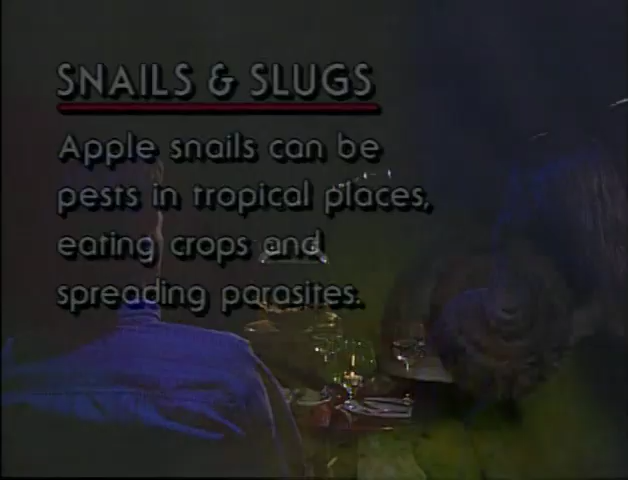 SNAILS & SLUGS
Apple snails can be
pests in tropical places,
eating crops and
spreading parasites.